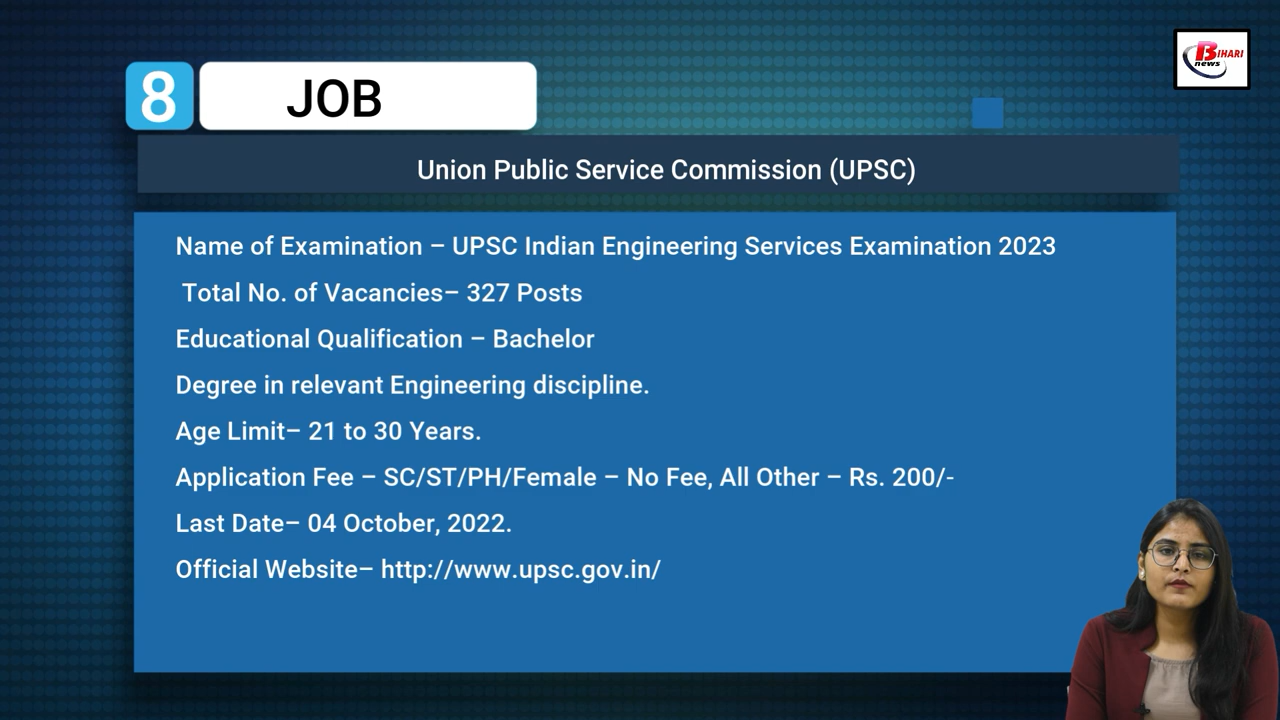 BIHARI
news
8 JOB
Union Public Service Commission (UPSC)
Name of Examination – UPSC Indian Engineering Services Examination 2023
Total No. of Vacancies– 327 Posts
Educational Qualification – Bachelor
Degree in relevant Engineering discipline.
Age Limit– 21 to 30 Years.
Application Fee – SC/ST/PH/Female – No Fee, All Other – Rs. 200/-
Last Date– 04 October, 2022.
Official Website– http://www.upsc.gov.in/